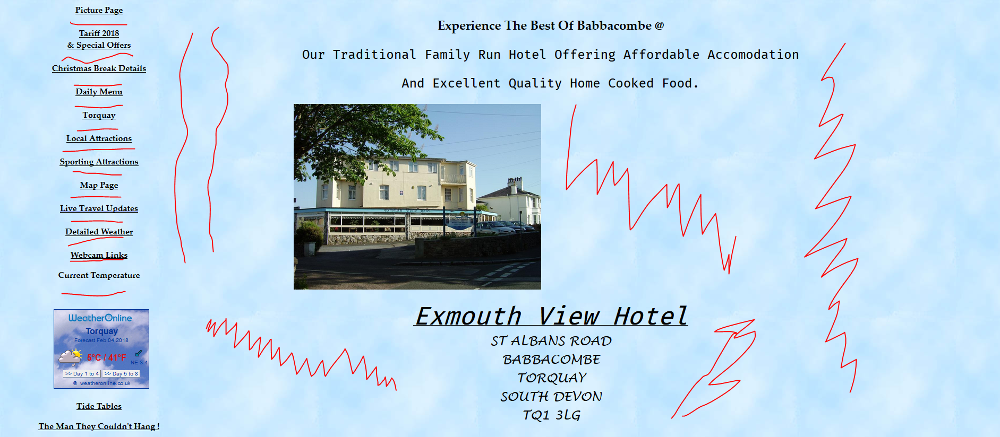 Picture Page
Tariff 2018
& Special Offers
Christmas Break Details
Daily Menu
Torquay
Local Attractions
Sporting Attractions
Map Page
Live Travel Updates
Detailed Weather
Webcam Links
Current Temperature
WeatherOnline
Torquay
Forecast Feb 04 2018
5°C / 41°F
NE 3-4
>> Day 1 to 4 >> Day 5 to 8
© weatheronline.co.uk
Tide Tables
The Man They Couldn't Hang !
Experience The Best Of Babbacombe @
Our Traditional Family Run Hotel Offering Affordable Accomodation
And Excellent Quality Home Cooked Food.
Exmouth View Hotel
Exmouth View Hotel
ST ALBANS ROAD
BABBACOMBE
TORQUAY
SOUTH DEVON
TQ1 3LG